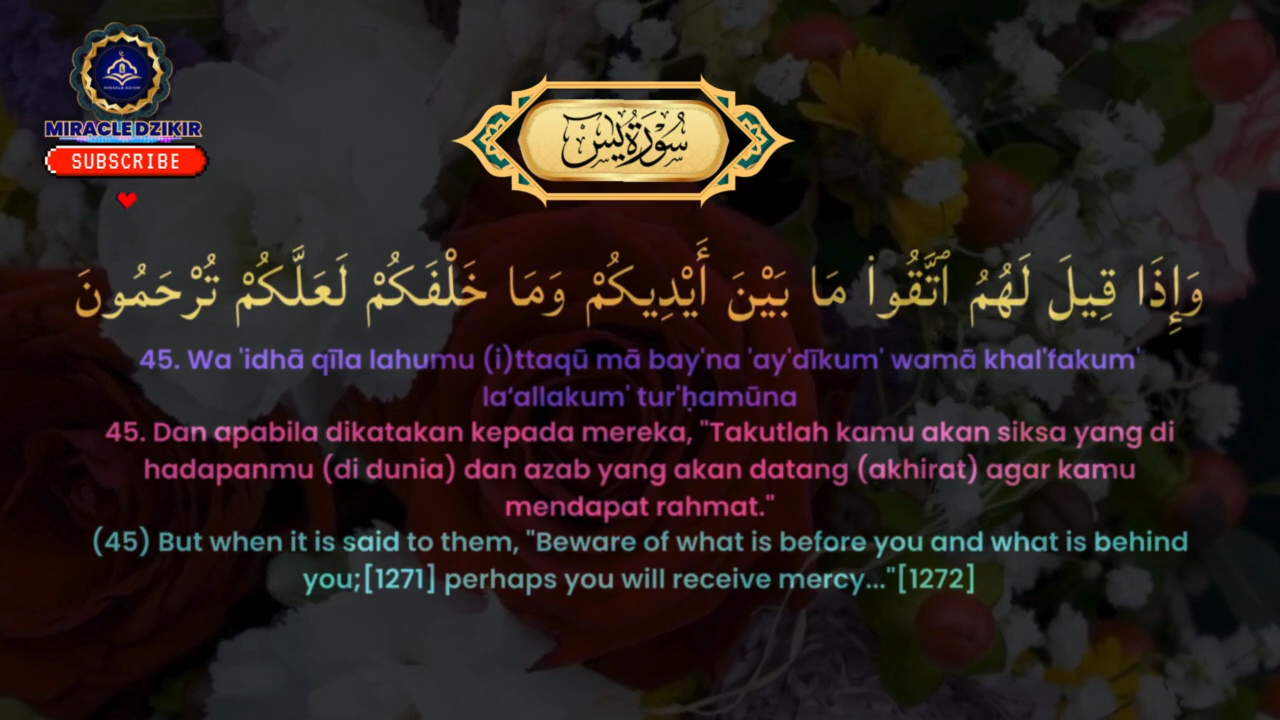 MIRACLE DZIKIR
MIRACLE DZIKIR
SUBSCRIBE
سُورَةُ يس
وَإِذَا قِيلَ لَهُمُ ٱتَّقُوا۟ مَا بَيْنَ أَيْدِيكُمْ وَمَا خَلْفَكُمْ لَعَلَّكُمْ تُرْحَمُونَ
45. Wa 'idhā qīla lahumu (i)ttaqū mā bay'na 'ay'dīkum' wamā khal'fakum'
la‘allakum' tur'ḥamūna
45. Dan apabila dikatakan kepada mereka, "Takutlah kamu akan siksa yang di
hadapanmu (di dunia) dan azab yang akan datang (akhirat) agar kamu
mendapat rahmat."
(45) But when it is said to them, "Beware of what is before you and what is behind
you;[1271] perhaps you will receive mercy..."[1272]